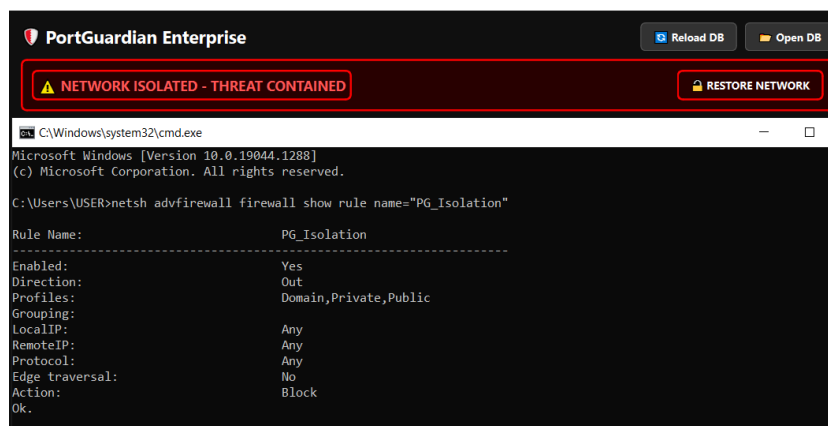 PortGuardian Enterprise
Reload DB
Open DB
NETWORK ISOLATED - THREAT CONTAINED
RESTORE NETWORK
C:\Windows\system32\cmd.exe
Microsoft Windows [Version 10.0.19044.1288]
(c) Microsoft Corporation. All rights reserved.
C:\Users\USER>netsh advfirewall firewall show rule name="PG_Isolation"
Rule Name: PG_Isolation
----------------------------------------------------------------------
Enabled: Yes
Direction: Out
Profiles: Domain,Private,Public
Grouping:
LocalIP: Any
RemoteIP: Any
Protocol: Any
Edge traversal: No
Action: Block
Ok.